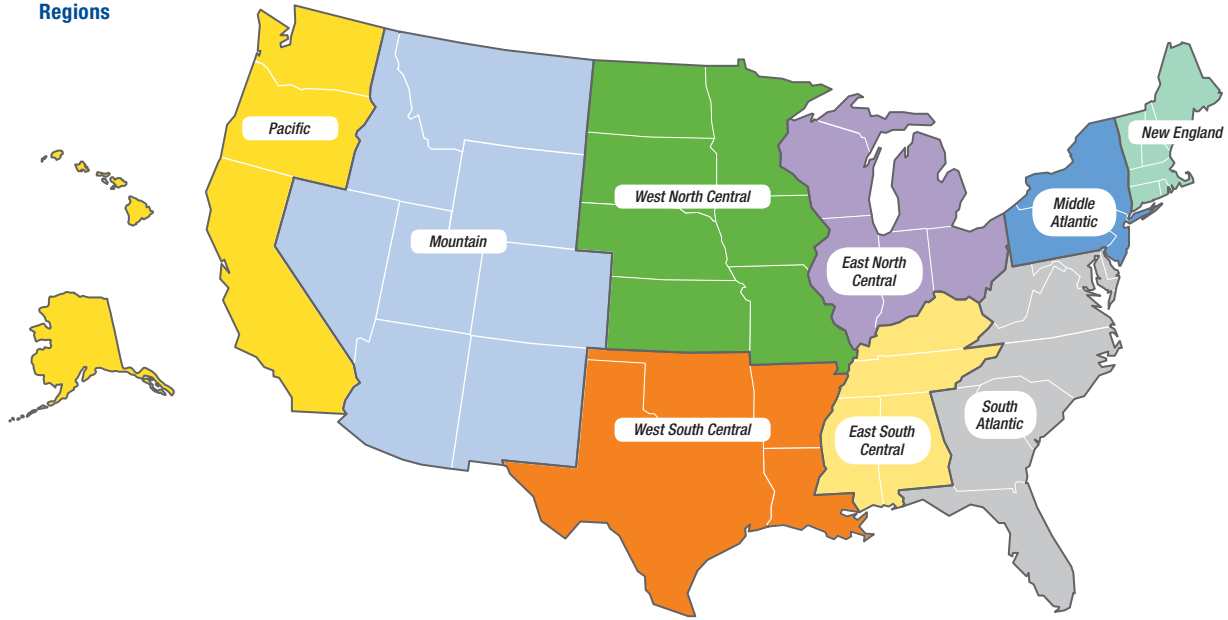 Regions
Pacific
New England
West North Central
Middle
Atlantic
Mountain
East North
Central
South
Atlantic
West South Central
East South
Central